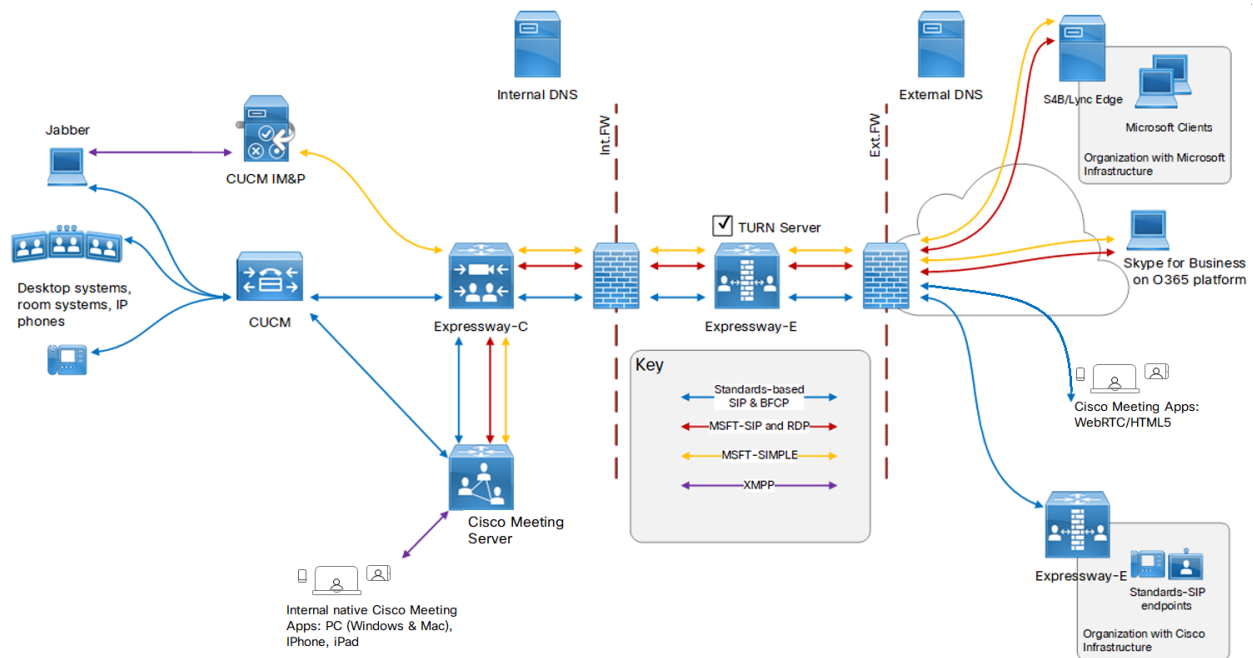 Internal DNS
External DNS
S4B/Lync Edge
Microsoft Clients
Organization with Microsoft
Infrastructure
Jabber
CUCM IM&P
Int.FW
Ext.FW
TURN Server
Skype for Business
on O365 platform
Desktop systems,
room systems, IP
phones
CUCM
Expressway-C
Expressway-E
Key
Standards-based
SIP & BFCP
MSFT-SIP and RDP
MSFT-SIMPLE
XMPP
Cisco Meeting Apps:
WebRTC/HTML5
Cisco Meeting
Server
Internal native Cisco Meeting
Apps: PC (Windows & Mac),
IPhone, iPad
Expressway-E
Standards-SIP
endpoints
Organization with Cisco
Infrastructure